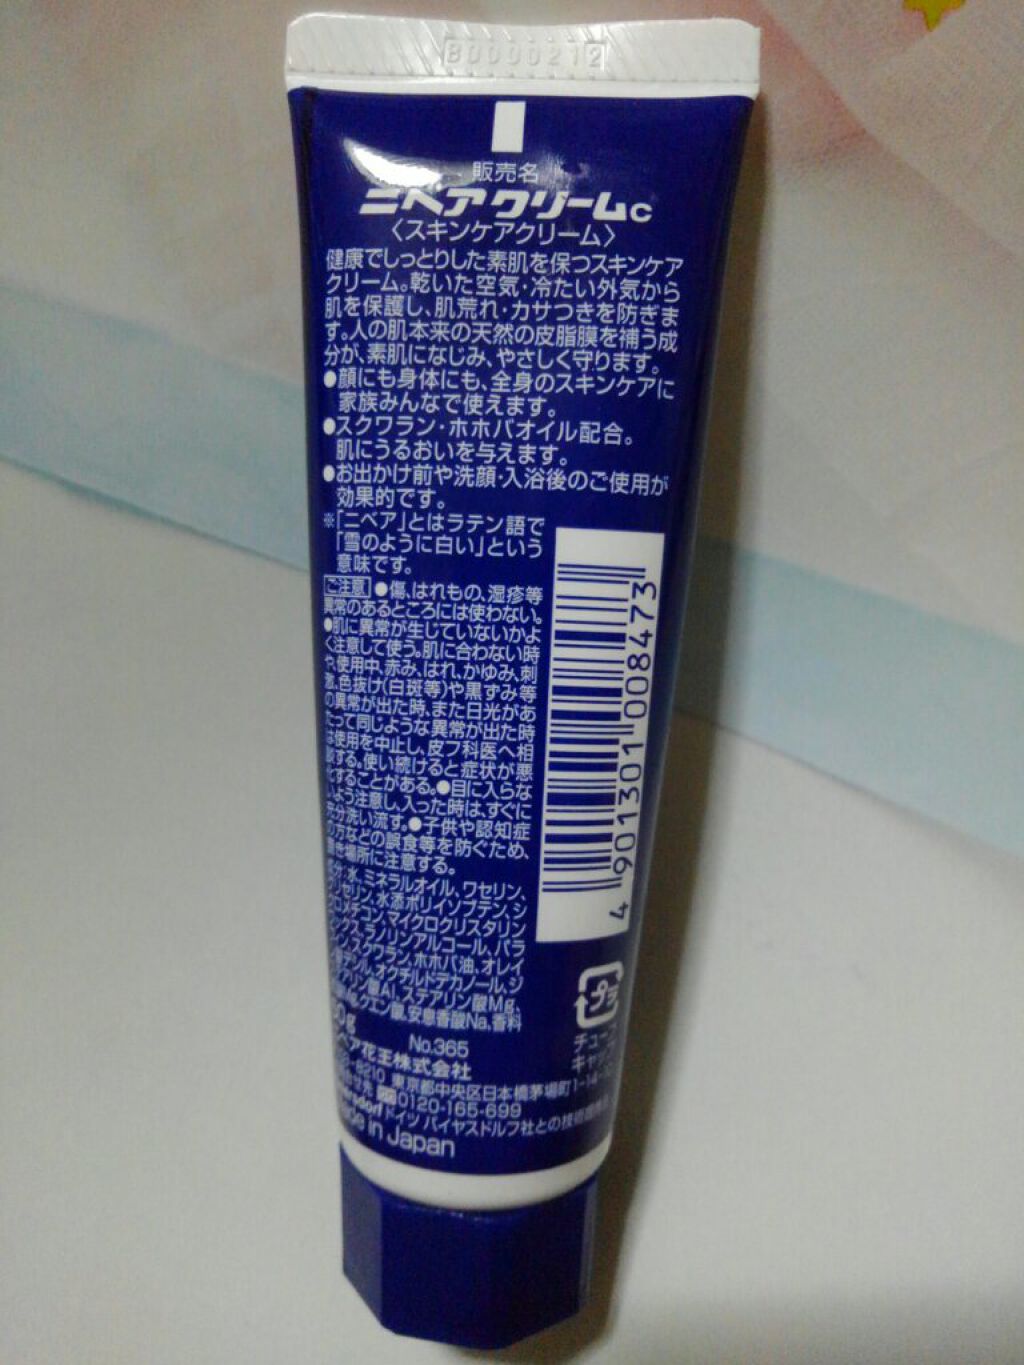 B0000212
販売名
ニベアクリームc
〈スキンケアクリーム〉
健康でしっとりした素肌を保つスキンケア
クリーム。乾いた空気・冷たい外気から
肌を保護し、肌荒れ・カサつきを防ぎま
す。人の肌本来の天然の皮脂膜を補う成
分が、素肌になじみ、やさしく守ります。
●顔にも身体にも、全身のスキンケアに
家族みんなで使えます。
●スクワラン・ホホバオイル配合。
肌にうるおいを与えます。
●お出かけ前や洗顔・入浴後のご使用が
効果的です。
※「ニベア」とはラテン語で
「雪のように白い」という
意味です。
ご注意 ●傷、はれもの、湿疹等
異常のあるところには使わない。
●肌に異常が生じていないかよ
く注意して使う。肌に合わない時
や、使用中、赤み、はれ、かゆみ、刺
激、色抜け(白斑等)や黒ずみ等
の異常が出た時、また日光があ
たって同じような異常が出た時
は使用を中止し、皮フ科医へ相
談する。使い続けると症状が悪
化することがある。●目に入らな
いよう注意し、入った時は、すぐに
充分洗い流す。●子供や認知症
の方などの誤食等を防ぐため、
置き場所に注意する。
成分:水、ミネラルオイル、ワセリン、
グリセリン、水添ポリイソブテン、シ
クロメチコン、マイクロクリスタリン
ワックス、ラノリンアルコール、パラ
フィン、スクワラン、ホホバ油、オレイ
デシル、オクチルドデカノール、ジ
ステアリン酸Al、ステアリン酸Mg、
クエン酸、安息香酸Na、香料
4 901301 008473
プラ
チューブ
キャップ
0g
No.365
ニベア花王株式会社
8210 東京都中央区日本橋茅場町1-14-
0120-165-699
ドイツ バイヤスドルフ社との技術
Made in Japan